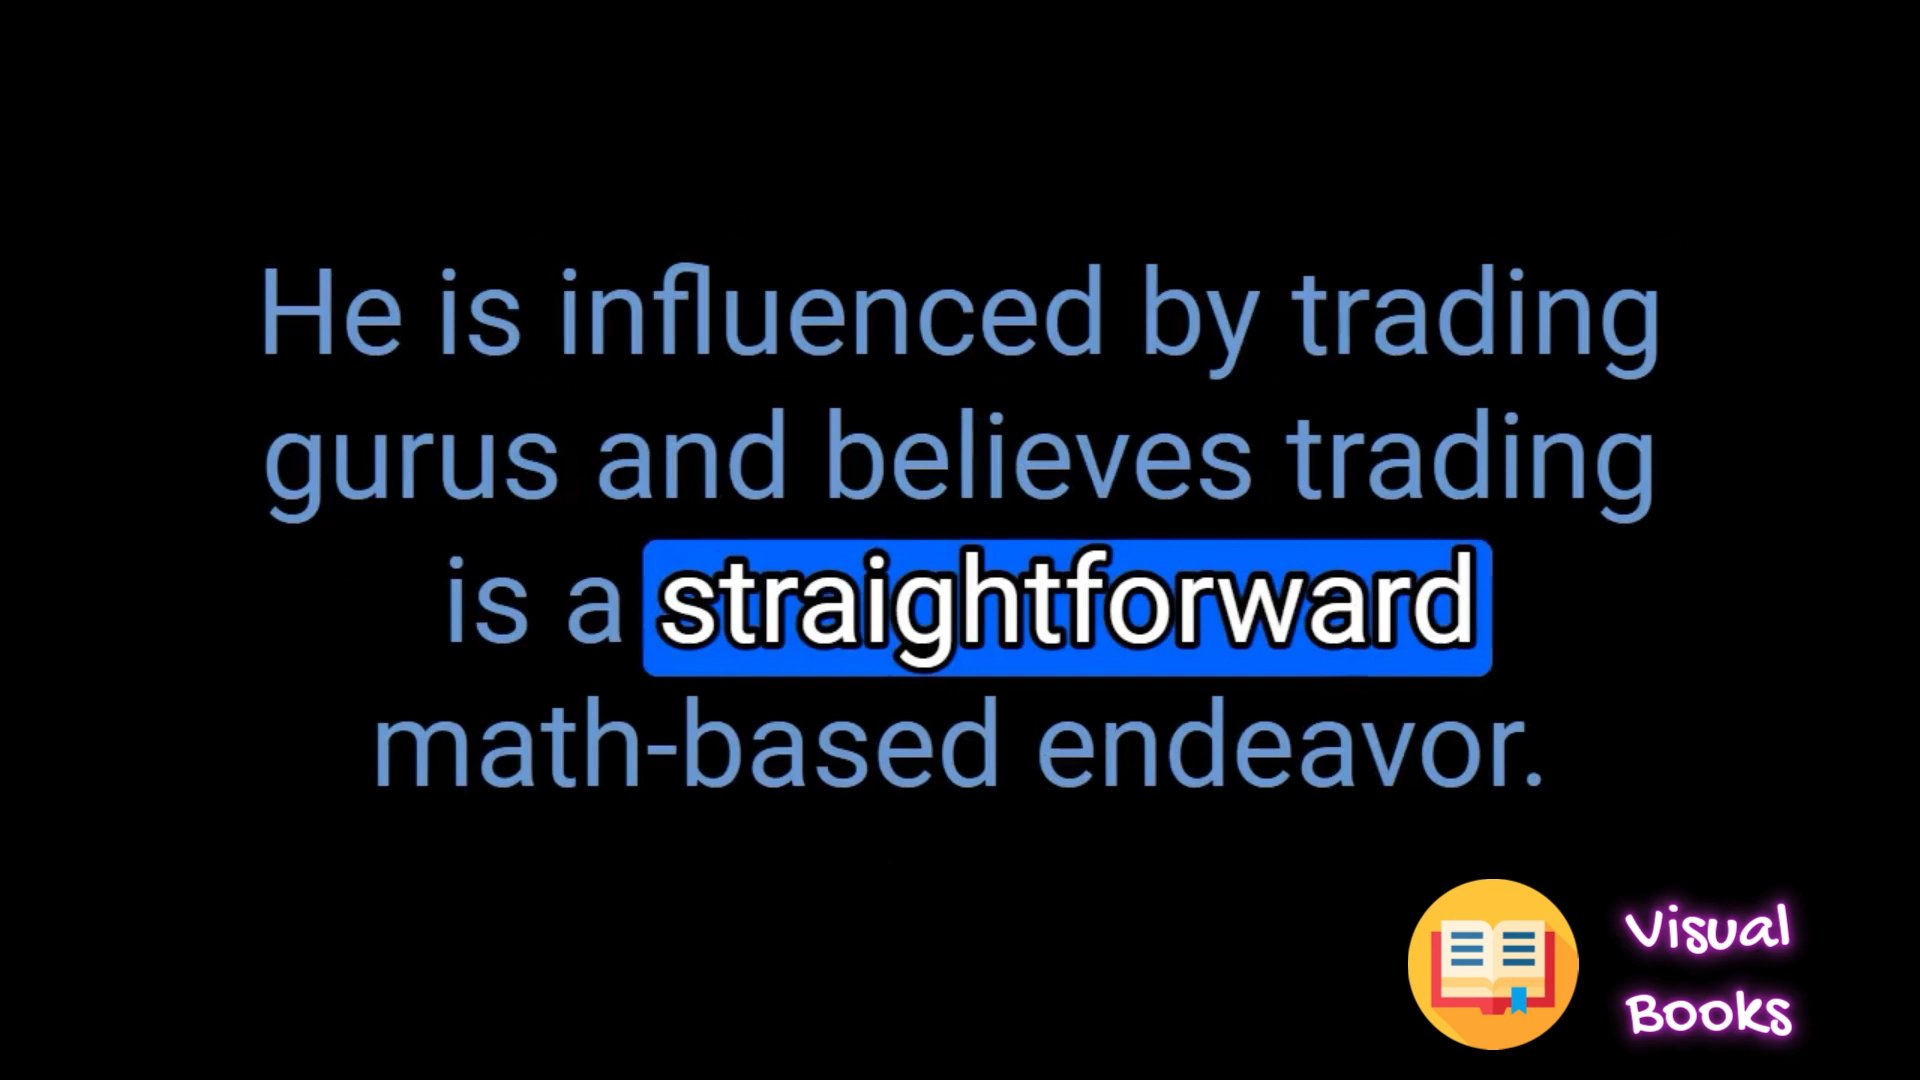 He is influenced by trading
gurus and believes trading
is a straightforward
math-based endeavor.
Visual
Books